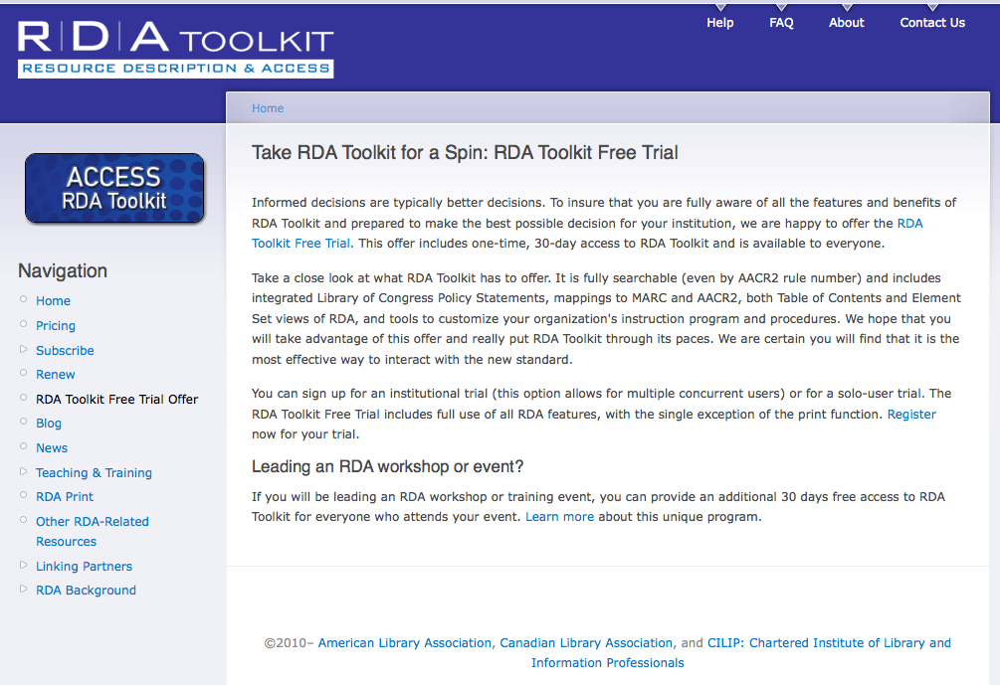 Help FAQ About Contact Us
R|D|A TOOLKIT
RESOURCE DESCRIPTION & ACCESS
Home
ACCESS
RDA Toolkit
Navigation
Home
Pricing
Subscribe
Renew
RDA Toolkit Free Trial Offer
Blog
News
Teaching & Training
RDA Print
Other RDA-Related
Resources
Linking Partners
RDA Background
Take RDA Toolkit for a Spin: RDA Toolkit Free Trial
Informed decisions are typically better decisions. To insure that you are fully aware of all the features and benefits of
RDA Toolkit and prepared to make the best possible decision for your institution, we are happy to offer the RDA
Toolkit Free Trial. This offer includes one-time, 30-day access to RDA Toolkit and is available to everyone.
Take a close look at what RDA Toolkit has to offer. It is fully searchable (even by AACR2 rule number) and includes
integrated Library of Congress Policy Statements, mappings to MARC and AACR2, both Table of Contents and Element
Set views of RDA, and tools to customize your organization's instruction program and procedures. We hope that you
will take advantage of this offer and really put RDA Toolkit through its paces. We are certain you will find that it is the
most effective way to interact with the new standard.
You can sign up for an institutional trial (this option allows for multiple concurrent users) or for a solo-user trial. The
RDA Toolkit Free Trial includes full use of all RDA features, with the single exception of the print function. Register
now for your trial.
Leading an RDA workshop or event?
If you will be leading an RDA workshop or training event, you can provide an additional 30 days free access to RDA
Toolkit for everyone who attends your event. Learn more about this unique program.
©2010– American Library Association, Canadian Library Association, and CILIP: Chartered Institute of Library and
Information Professionals